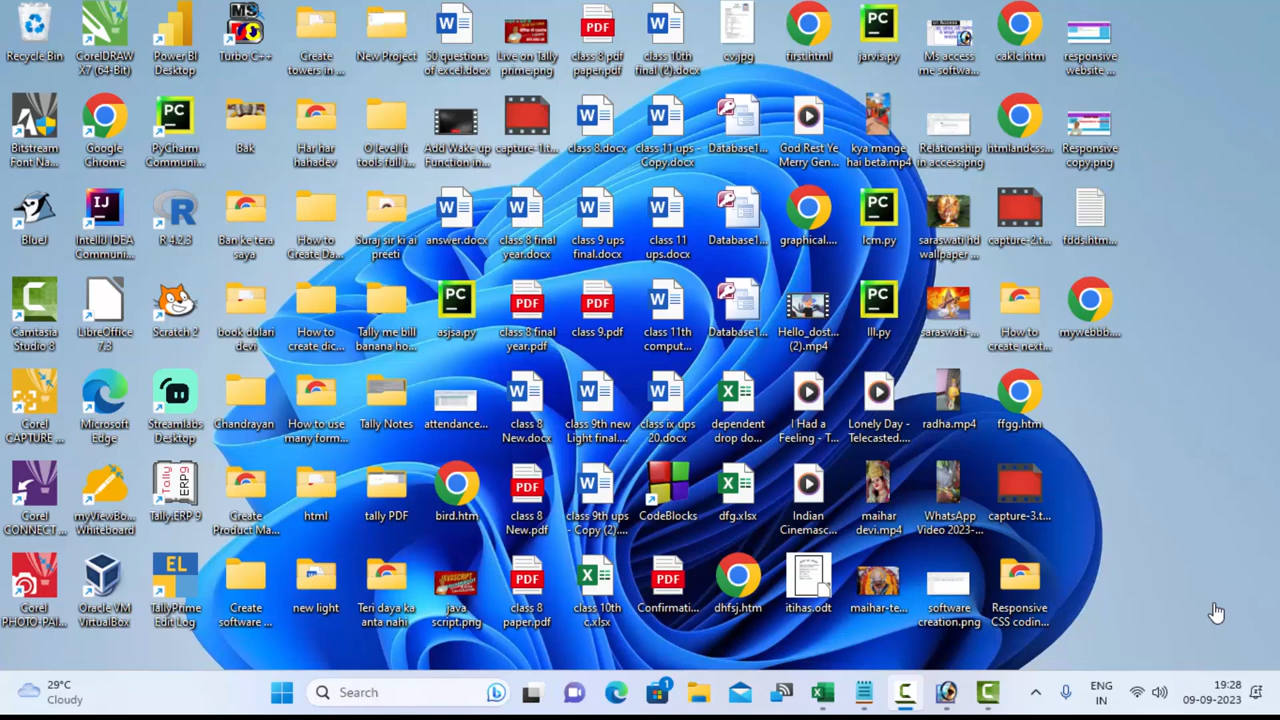 Recycle Bin
CorelDRAW X7 (64-Bit)
Power BI Desktop
Turbo C++
Create towers in ...
New Project
50 questions of excel.docx
Live on Tally prime.png
class 8 pdf paper.pdf
class 10th final (2).docx
cv.jpg
first.html
jarvis.py
Ms access me softwa...
caklc.htm
responsive website ...
Bitstream Font Na...
Google Chrome
PyCharm Communi...
Bak
Har har hahadev
O level It tools full i...
Add Wake up Function in...
capture-1.t...
class 8.docx
class 11 ups - Copy.docx
Database1...
God Rest Ye Merry Gen...
kya mange hai beta.mp4
Relationship in access.png
htmlandcss...
Responsive copy.png
BlueJ
IntelliJ IDEA Communi...
R 4.2.3
Ban ke tera saya
How to Create Da...
Suraj sir ki ai preeti
answer.docx
class 8 final year.docx
class 9 ups final.docx
class 11 ups.docx
Database1...
graphical....
lcm.py
saraswati hd wallpaper ...
capture-2.t...
fdds.htm...
Camtasia Studio 8
LibreOffice 7.3
Scratch 2
book dulari devi
How to create dic...
Tally me bill banana ho...
asjsa.py
class 8 final year.pdf
class 9.pdf
class 11th comput...
Database1...
Hello_dost... (2).mp4
lll.py
saraswati-...
How to create next...
mywebbb....
Corel CAPTURE ...
Microsoft Edge
Streamlabs Desktop
Chandrayan
How to use many form...
Tally Notes
attendance...
class 8 New.docx
class 9th new Light final....
class ix ups 20.docx
dependent drop do...
I Had a Feeling - T...
Lonely Day - Telecasted....
radha.mp4
ffgg.htm
Corel CONNECT ...
myViewBo... Whiteboard
Tally.ERP 9
Create Product Ma...
html
tally PDF
bird.htm
class 8 New.pdf
class 9th ups - Copy (2)....
CodeBlocks
dfg.xlsx
Indian Cinemasc...
maihar devi.mp4
WhatsApp Video 2023-...
capture-3.t...
Corel PHOTO-PAI...
Oracle VM VirtualBox
TallyPrime Edit Log
Create software ...
new light
Teri daya ka anta nahi
java script.png
class 8 paper.pdf
class 10th c.xlsx
Confirmati...
dhfsj.htm
itihas.odt
maihar-te...
software creation.png
Responsive CSS codin...
29°C
Cloudy
Search
1
ENG
IN
19:28
09-09-2023